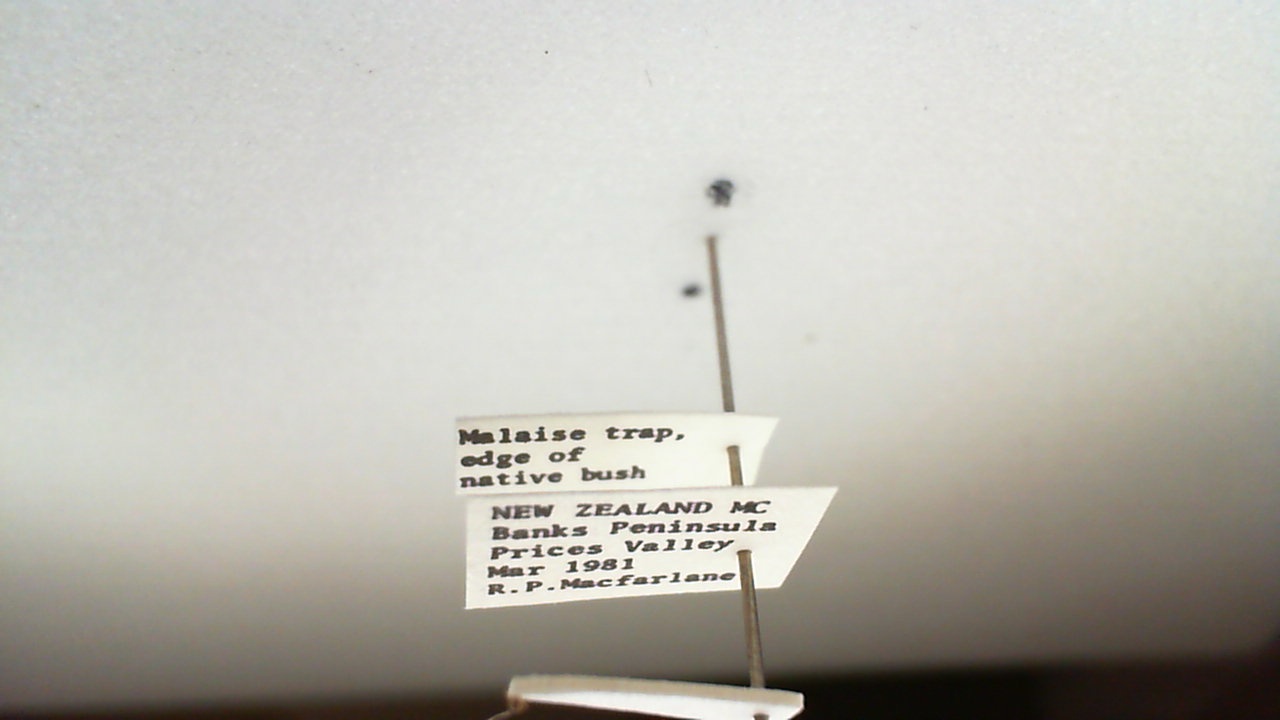 Malaise trap,
edge of
native bush
NEW ZEALAND MC
Banks Peninsula
Prices Valley
Mar 1981
R.P.Macfarlane